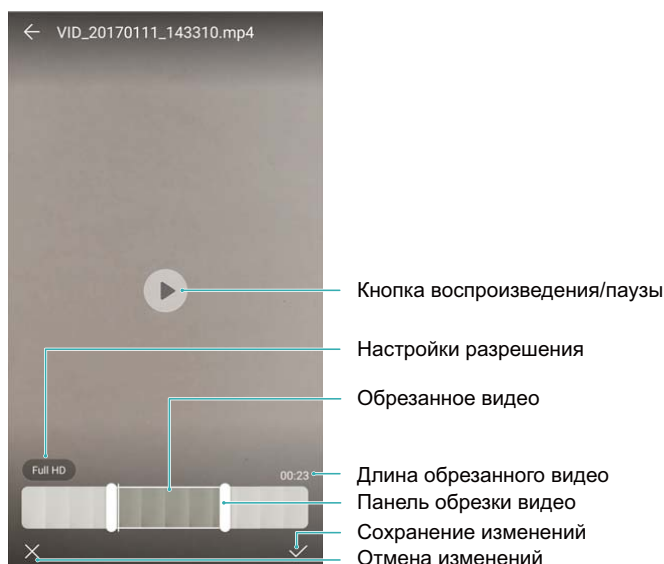 VID_20170111_143310.mp4
Кнопка воспроизведения/паузы
Настройки разрешения
Обрезанное видео
Full HD
00:23
Длина обрезанного видео
Панель обрезки видео
Сохранение изменений
Отмена изменений